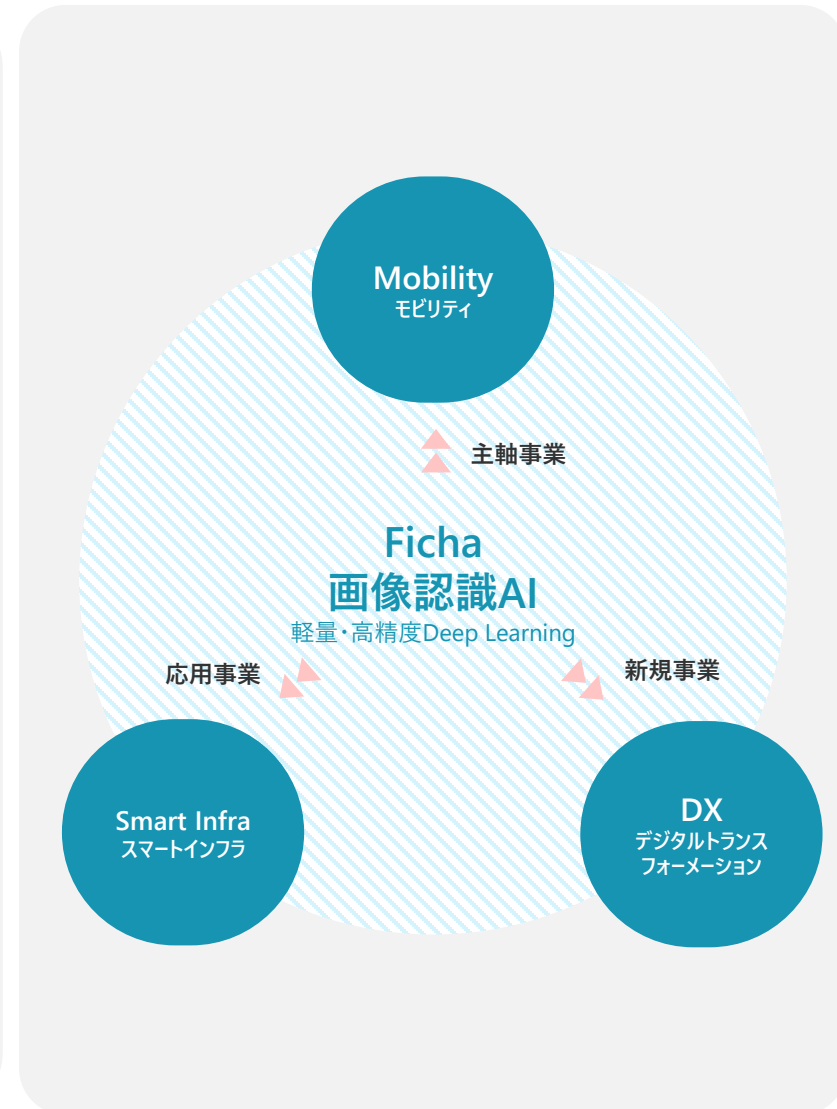 Mobility
モビリティ
主軸事業
Ficha
画像認識AI
軽量・高精度Deep Learning
応用事業
新規事業
Smart Infra
スマートインフラ
DX
デジタルトランス
フォーメーション